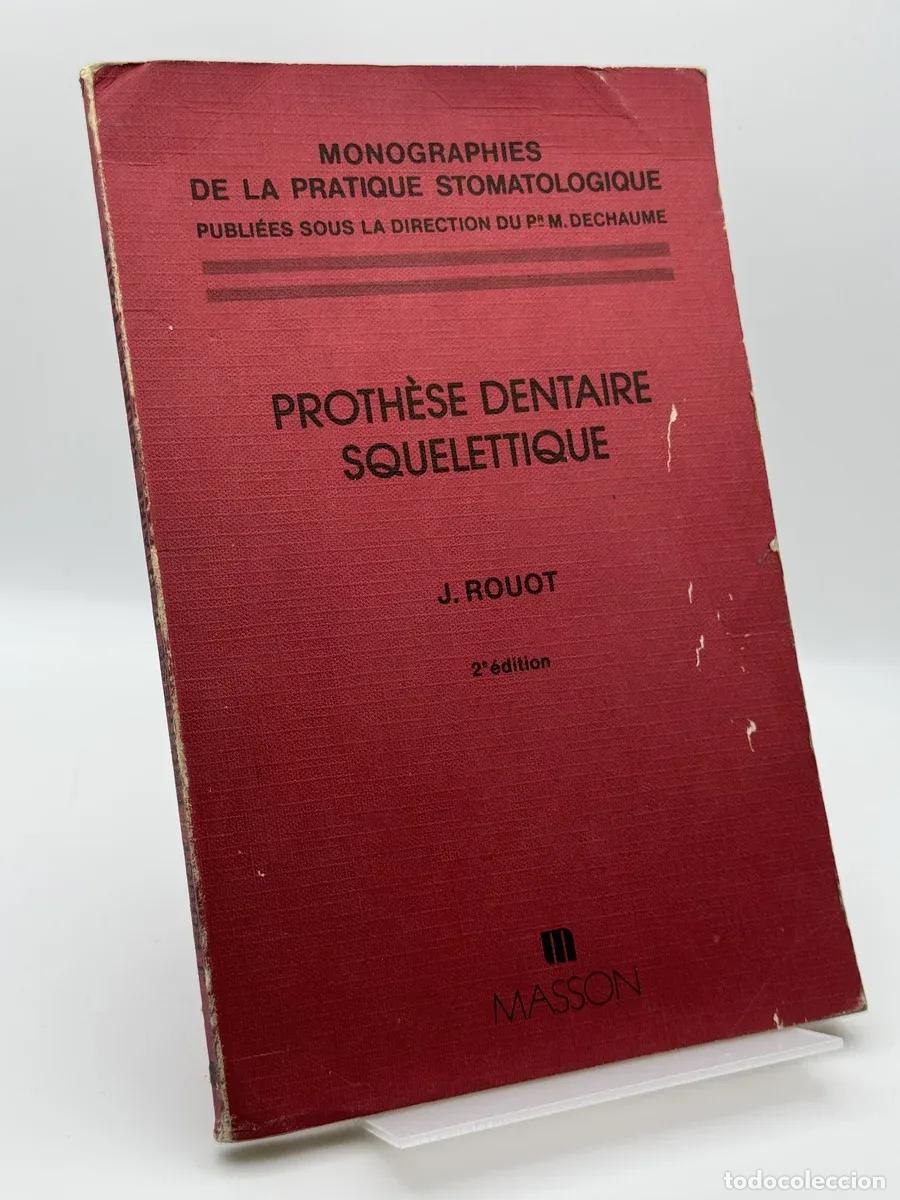 MONOGRAPHIES
DE LA PRATIQUE STOMATOLOGIQUE
PUBLIÉES SOUS LA DIRECTION DU PR M. DECHAUME
PROTHÈSE DENTAIRE
SQUELETTIQUE
J. ROUOT
2e édition
m
MASSON
todocoleccion